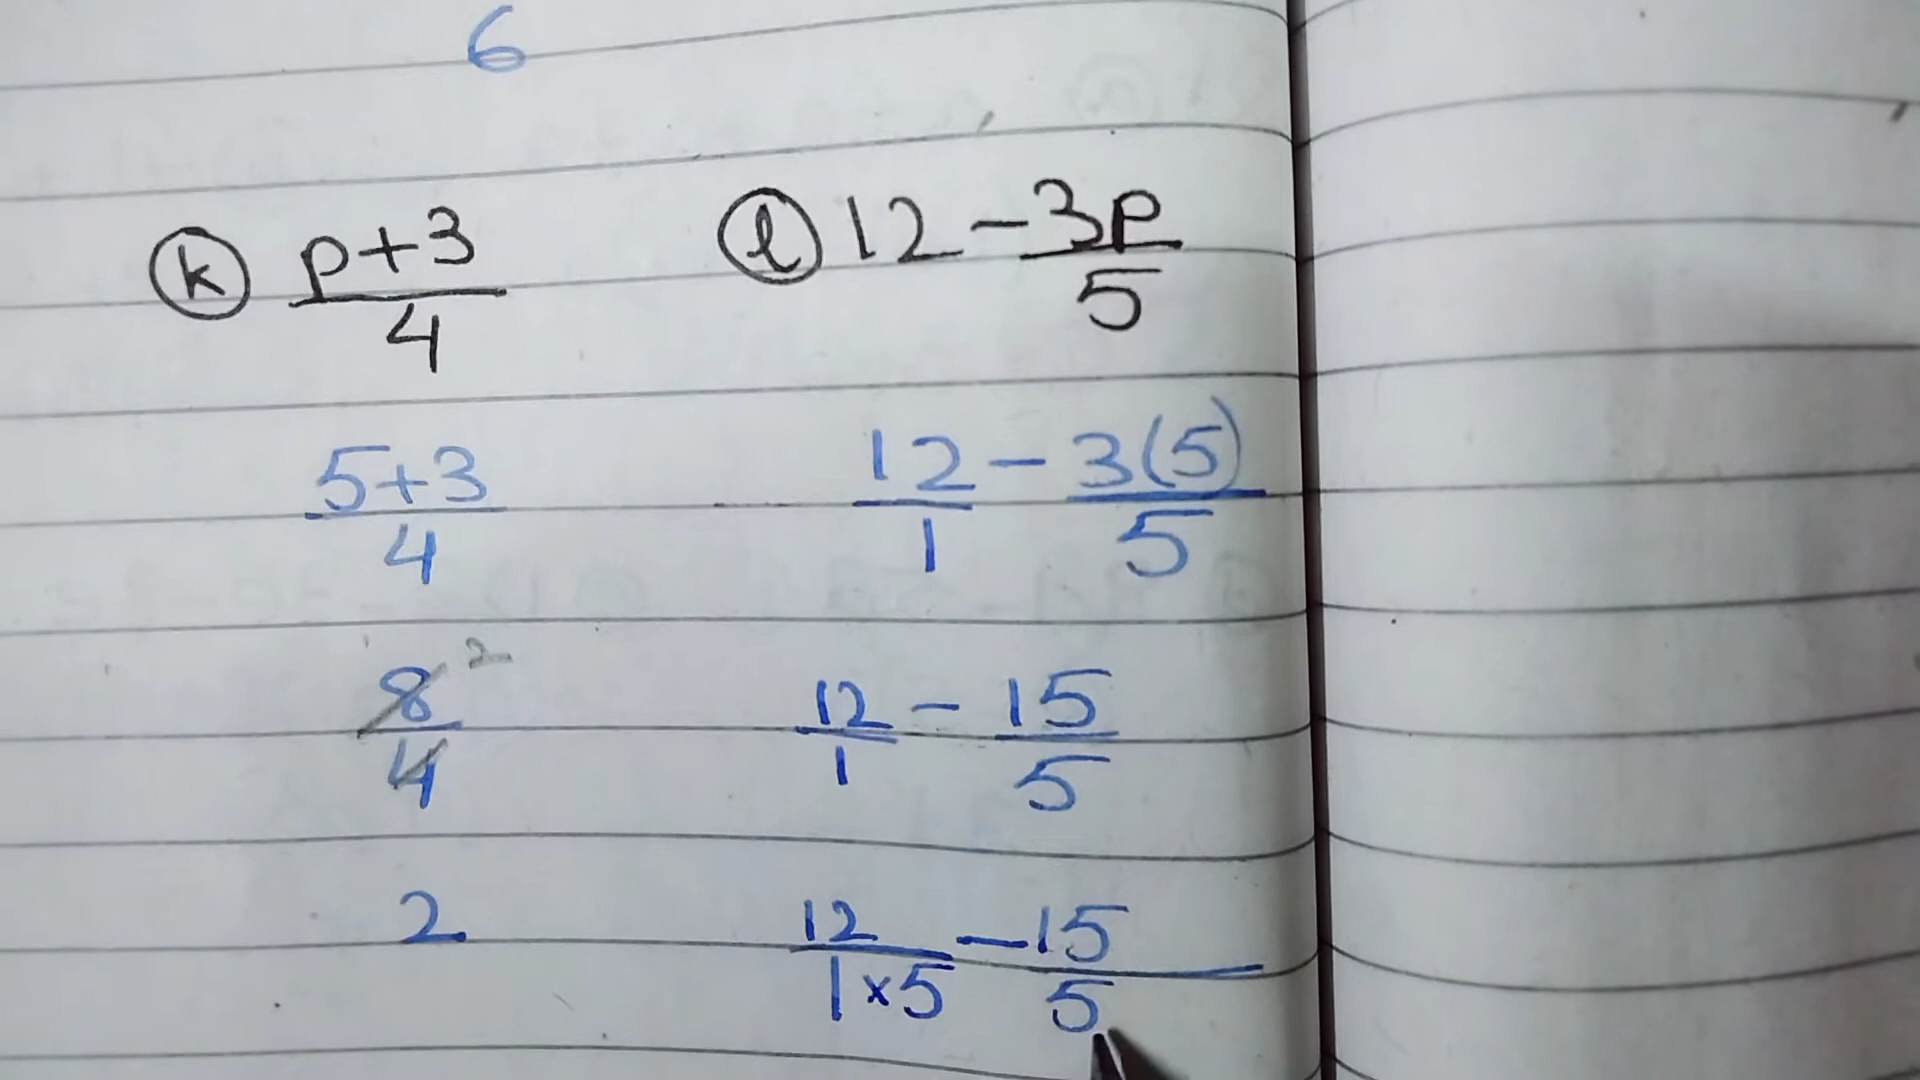 6
k p+3/4
5+3/4
8/4 2
2
l 12-3p/5
12/1 - 3(5)/5
12/1 - 15/5
12/1×5 - 15/5